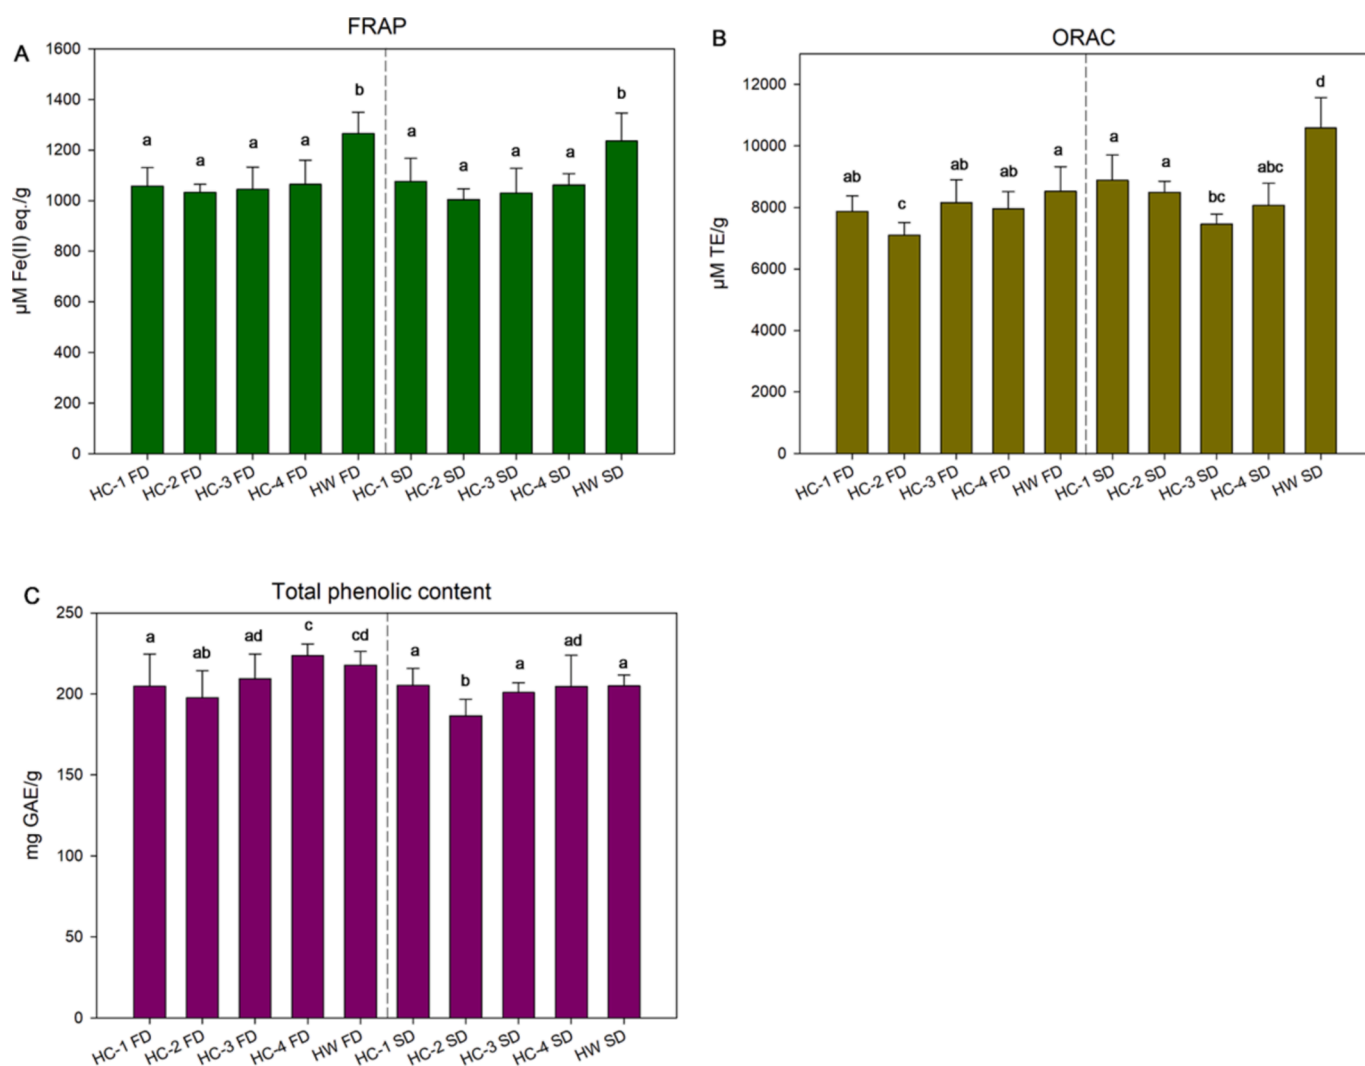 A
FRAP
1600
1400
1200
1000
800
600
400
200
0
µM Fe(II) eq./g
a
a
a
a
b
a
a
a
a
b
HC-1 FD
HC-2 FD
HC-3 FD
HC-4 FD
HW FD
HC-1 SD
HC-2 SD
HC-3 SD
HC-4 SD
HW SD
B
ORAC
12000
10000
8000
6000
4000
2000
0
µM TE/g
ab
c
ab
ab
a
a
a
bc
abc
d
HC-1 FD
HC-2 FD
HC-3 FD
HC-4 FD
HW FD
HC-1 SD
HC-2 SD
HC-3 SD
HC-4 SD
HW SD
C
Total phenolic content
250
200
150
100
50
0
mg GAE/g
a
ab
ad
c
cd
a
b
a
ad
a
HC-1 FD
HC-2 FD
HC-3 FD
HC-4 FD
HW FD
HC-1 SD
HC-2 SD
HC-3 SD
HC-4 SD
HW SD